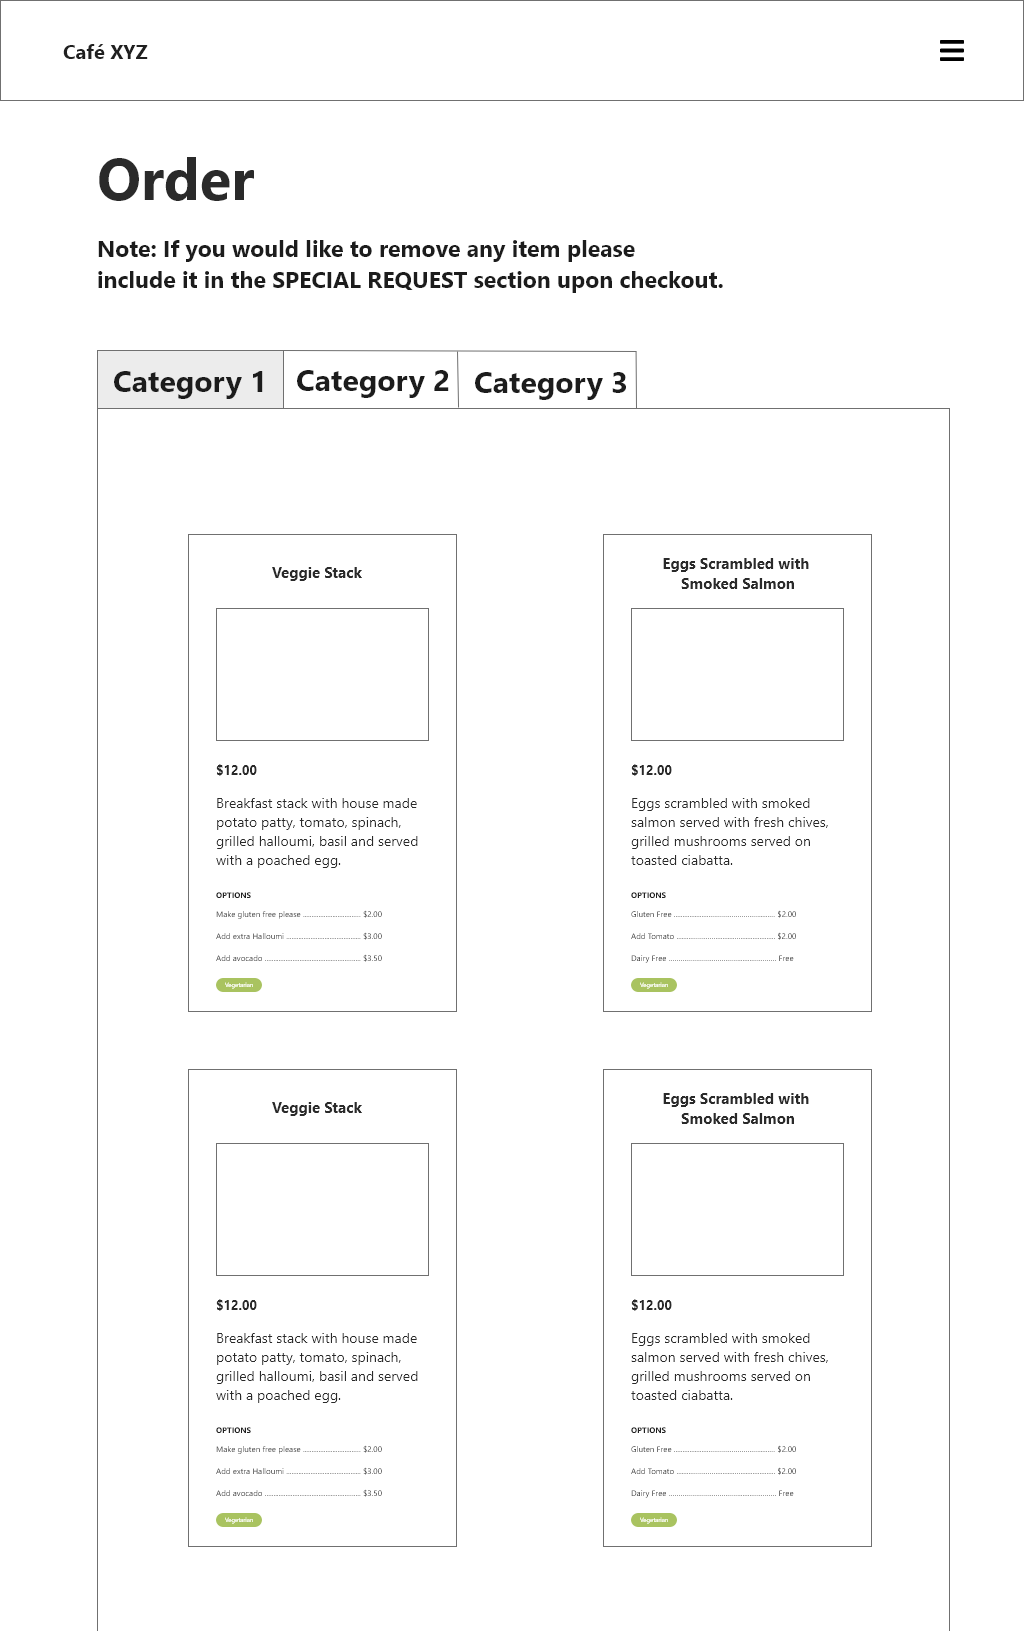 Café XYZ
Order
Note: If you would like to remove any item please
include it in the SPECIAL REQUEST section upon checkout.
Category 1
Category 2
Category 3
Veggie Stack
$12.00
Breakfast stack with house made
potato patty, tomato, spinach,
grilled halloumi, basil and served
with a poached egg.
OPTIONS
Make gluten free please ............................ $2.00
Add extra Halloumi .................................... $3.00
Add avocado ............................................... $3.50
Vegetarian
Eggs Scrambled with
Smoked Salmon
$12.00
Eggs scrambled with smoked
salmon served with fresh chives,
grilled mushrooms served on
toasted ciabatta.
OPTIONS
Gluten Free ................................................. $2.00
Add Tomato ................................................ $2.00
Dairy Free ..................................................... Free
Vegetarian
Veggie Stack
$12.00
Breakfast stack with house made
potato patty, tomato, spinach,
grilled halloumi, basil and served
with a poached egg.
OPTIONS
Make gluten free please ............................ $2.00
Add extra Halloumi .................................... $3.00
Add avocado ............................................... $3.50
Vegetarian
Eggs Scrambled with
Smoked Salmon
$12.00
Eggs scrambled with smoked
salmon served with fresh chives,
grilled mushrooms served on
toasted ciabatta.
OPTIONS
Gluten Free ................................................. $2.00
Add Tomato ................................................ $2.00
Dairy Free ..................................................... Free
Vegetarian